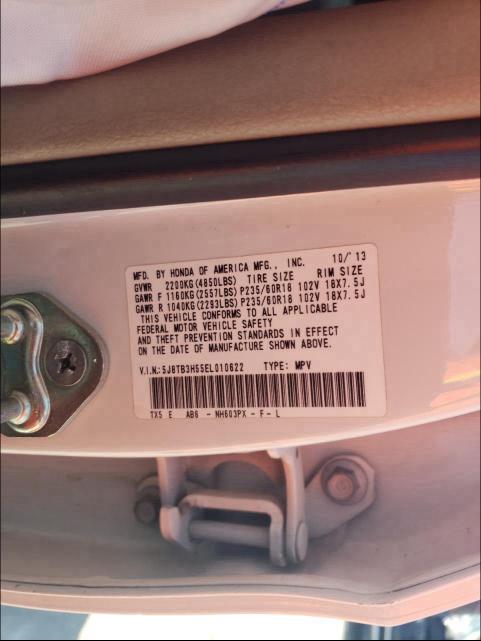 MFD. BY HONDA OF AMERICA MFG., INC. 10/'13
GVWR 2200KG(4850LBS) TIRE SIZE RIM SIZE
GAWR F 1160KG(2557LBS) P235/60R18 102V 18X7.5J
GAWR R 1040KG(2293LBS) P235/60R18 102V 18X7.5J
THIS VEHICLE CONFORMS TO ALL APPLICABLE
FEDERAL MOTOR VEHICLE SAFETY
AND THEFT PREVENTION STANDARDS IN EFFECT
ON THE DATE OF MANUFACTURE SHOWN ABOVE.
V.I.N.:5J8TB3H55EL010622 TYPE: MPV
TX5 E AB6 - NH603PX - F - L